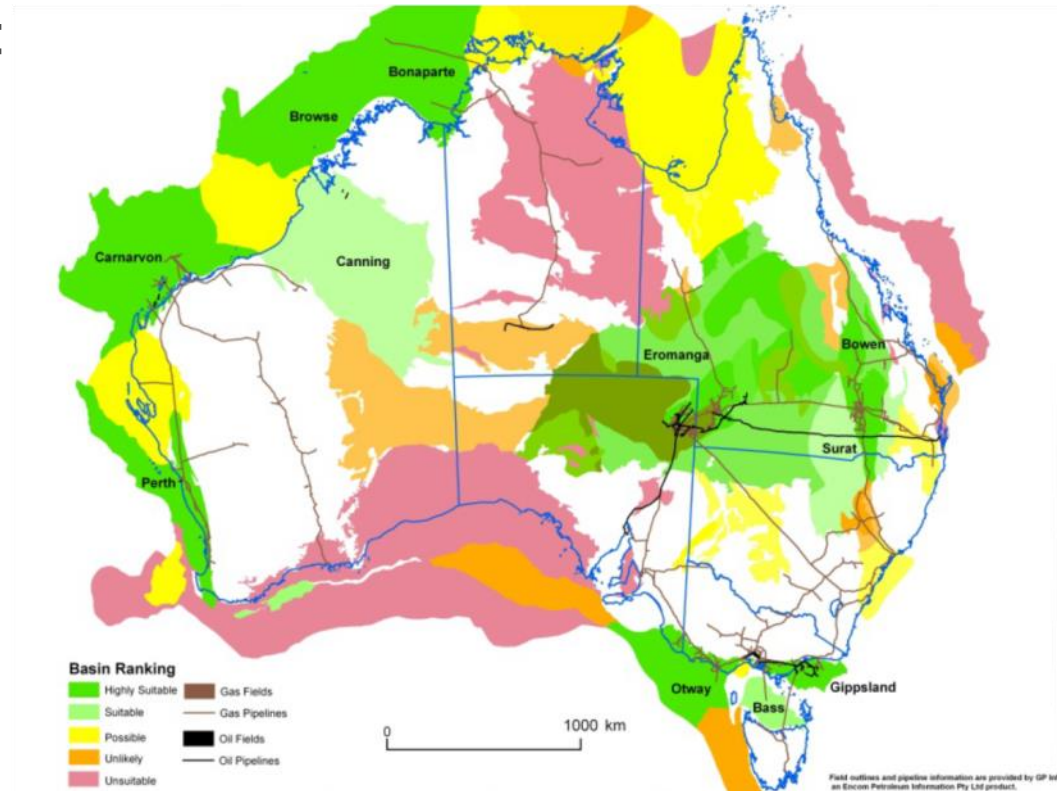 Bonaparte
Browse
Carnarvon
Canning
Eromanga
Bowen
Surat
Perth
Otway
Bass
Gippsland
Basin Ranking
Highly Suitable
Suitable
Possible
Unlikely
Unsuitable
Gas Fields
Gas Pipelines
Oil Fields
Oil Pipelines
0
1000 km
Field outlines and pipeline information are provided by GP
an Encom Petroleum Information Pty Ltd product.